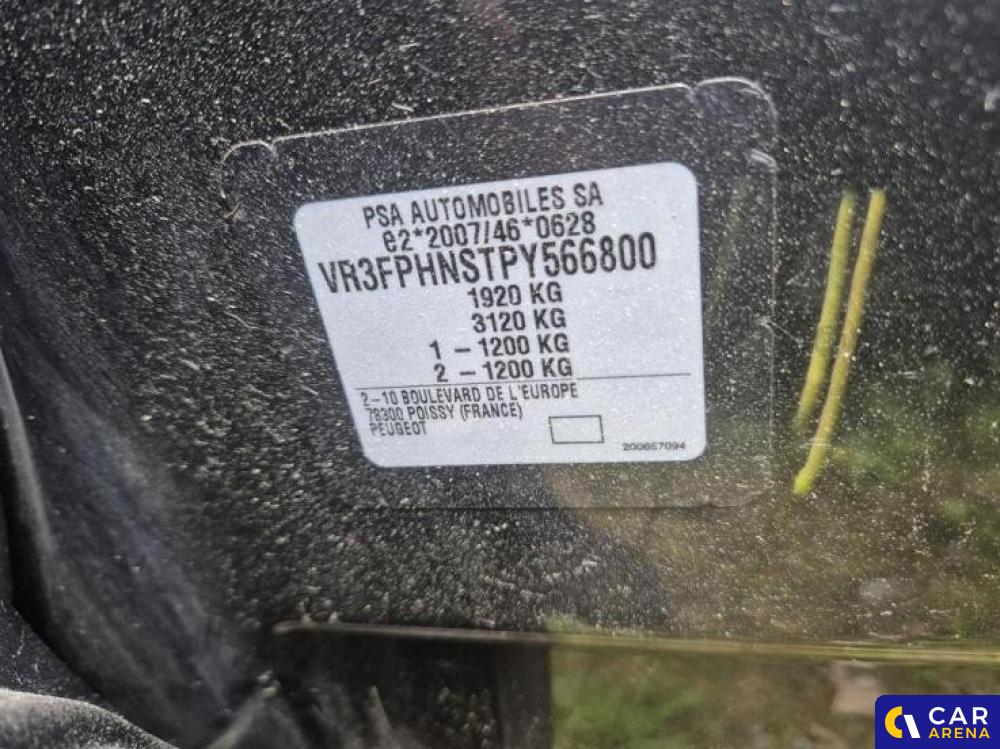 PSA AUTOMOBILES SA
e2*2007/46*0628
VR3FPHNSTPY566800
1920 KG
3120 KG
1 - 1200 KG
2 - 1200 KG
2-10 BOULEVARD DE L'EUROPE
78300 POISSY (FRANCE)
PEUGEOT
200657094
CAR
ARENA